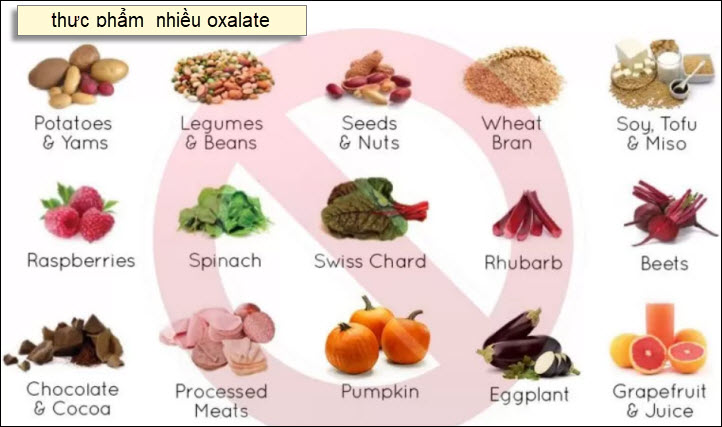 thực phẩm nhiều oxalate
Potatoes
& Yams
Legumes
& Beans
Seeds
& Nuts
Wheat
Bran
Soy, Tofu
& Miso
Raspberries
Spinach
Swiss Chard
Rhubarb
Beets
Chocolate
& Cocoa
Processed
Meats
Pumpkin
Eggplant
Grapefruit
& Juice